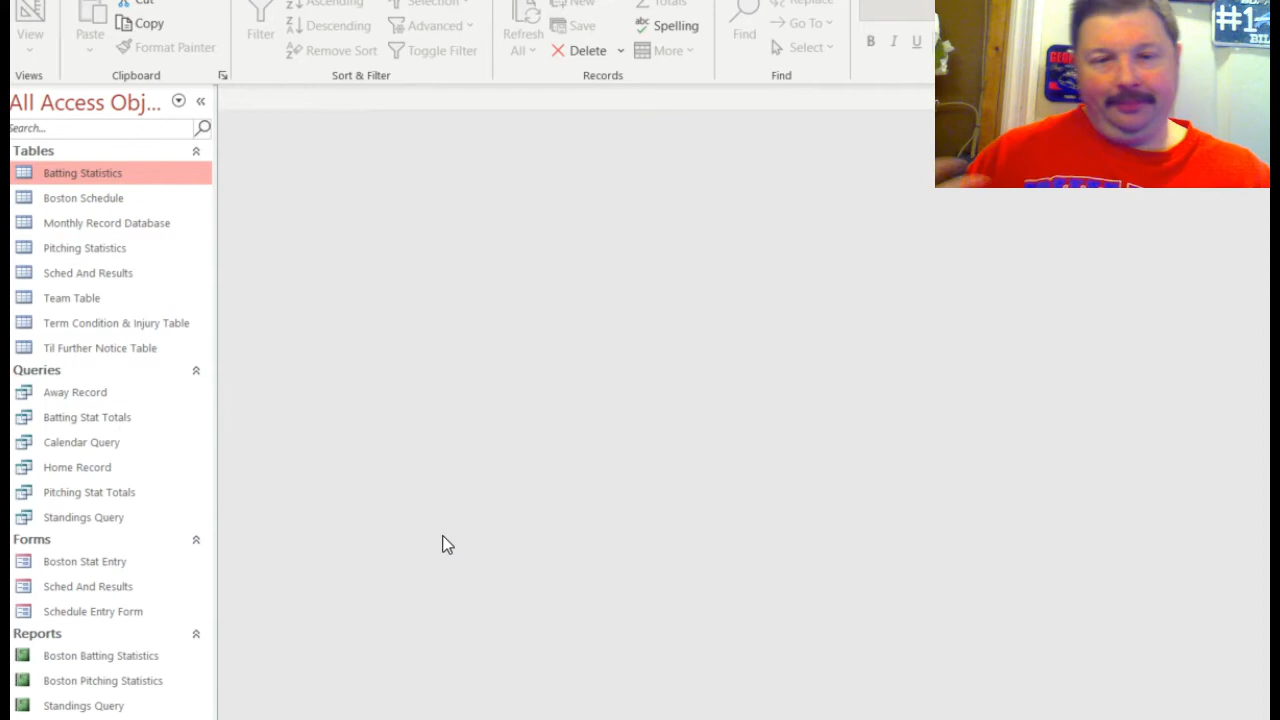 Cut
Ascending
Selection
New
Totals
Replace
View
Paste
Copy
Filter
Descending
Advanced
Refresh
All
Save
Spelling
Find
Go To
Format Painter
Remove Sort
Toggle Filter
Delete
More
Select
B I U
Views
Clipboard
Sort & Filter
Records
Find
#1
BIL
All Access Obj...
Search...
Tables
Batting Statistics
Boston Schedule
Monthly Record Database
Pitching Statistics
Sched And Results
Team Table
Term Condition & Injury Table
Til Further Notice Table
Queries
Away Record
Batting Stat Totals
Calendar Query
Home Record
Pitching Stat Totals
Standings Query
Forms
Boston Stat Entry
Sched And Results
Schedule Entry Form
Reports
Boston Batting Statistics
Boston Pitching Statistics
Standings Query